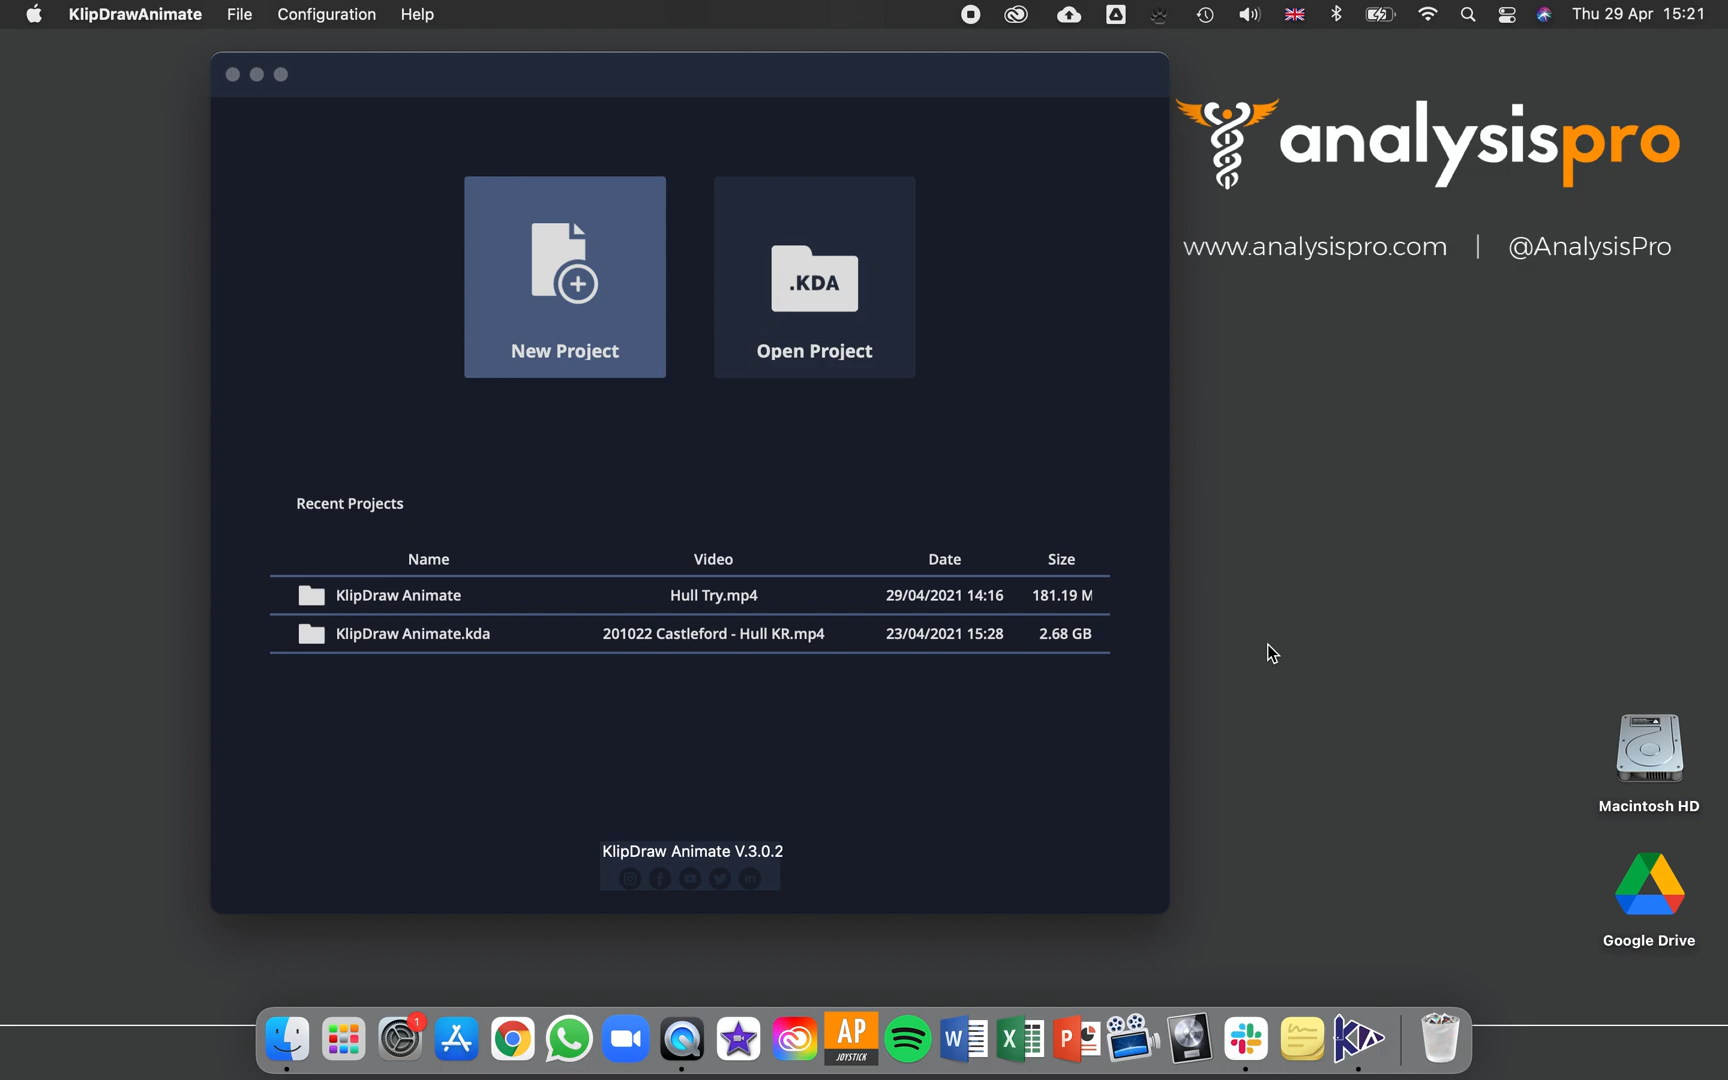 KlipDrawAnimate File Configuration Help Thu 29 Apr 15:21
analysispro
www.analysispro.com | @AnalysisPro
.KDA
New Project Open Project
Recent Projects
Name Video Date Size
KlipDraw Animate Hull Try.mp4 29/04/2021 14:16 181.19 M
KlipDraw Animate.kda 201022 Castleford - Hull KR.mp4 23/04/2021 15:28 2.68 GB
Macintosh HD
KlipDraw Animate V.3.0.2
Google Drive
1
AP
JOYSTICK
W X P